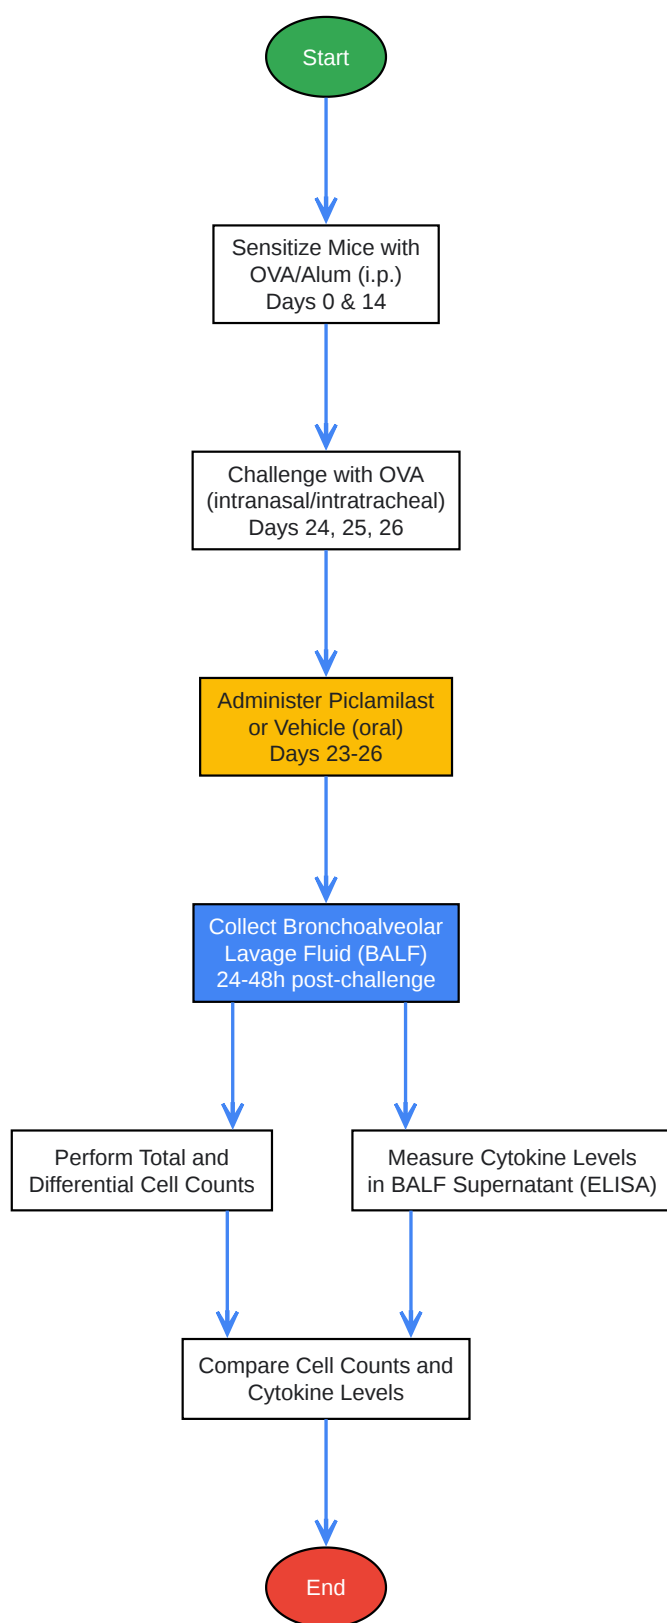 Start
Sensitize Mice with
OVA/Alum (i.p.)
Days 0 & 14
Challenge with OVA
(intranasal/intratracheal)
Days 24, 25, 26
Administer Piclamilast
or Vehicle (oral)
Days 23-26
Collect Bronchoalveolar
Lavage Fluid (BALF)
24-48h post-challenge
Perform Total and
Differential Cell Counts
Measure Cytokine Levels
in BALF Supernatant (ELISA)
Compare Cell Counts and
Cytokine Levels
End